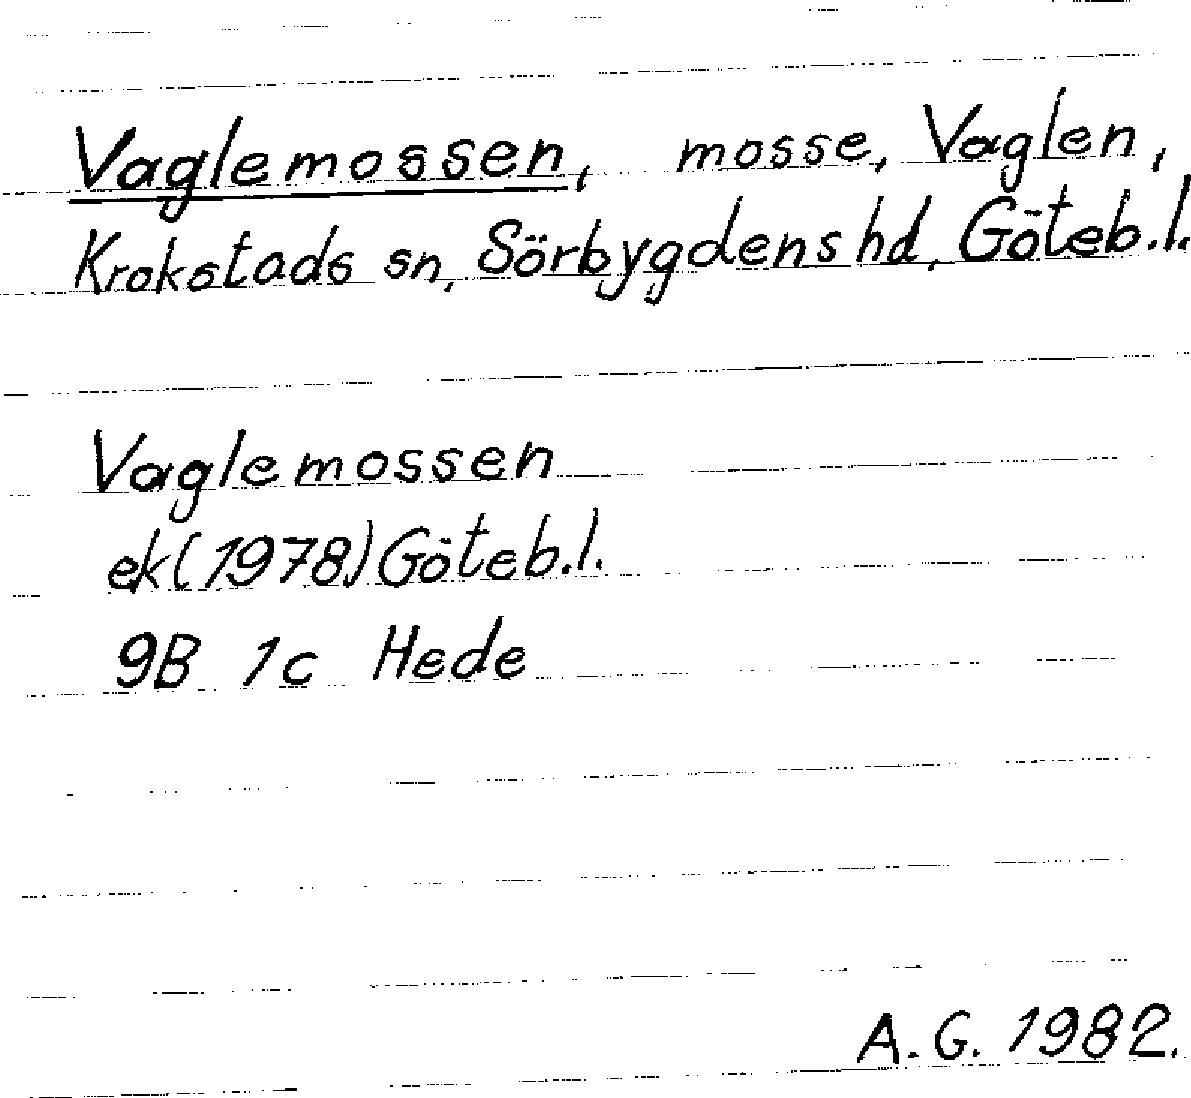 Vaglemossen, mosse, Vaglen,
Krokstads sn, Sörbygdens hd, Göteb.l.
Vaglemossen
ek(1978)Göteb.l.
9B 1c Hede
A.G. 1982.